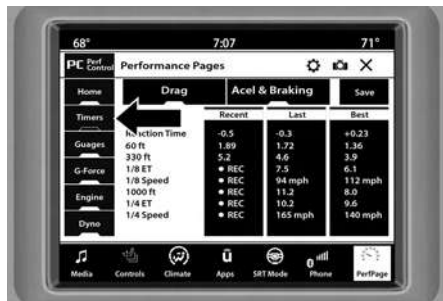 68° 7:07 71°
PC Perf Control Performance Pages
Home Drag Acel & Braking Save
Timers Recent Last Best
ction Time -0.5 -0.3 +0.23
60 ft 1.89 1.72 1.36
Guages 330 ft 5.2 4.6 3.9
1/8 ET • REC 7.5 6.1
G-Force 1/8 Speed • REC 94 mph 112 mph
1000 ft • REC 11.2 8.0
Engine 1/4 ET • REC 10.2 9.6
1/4 Speed • REC 165 mph 140 mph
Dyno
Media Controls Climate Apps SRT Mode Phone PerfPage